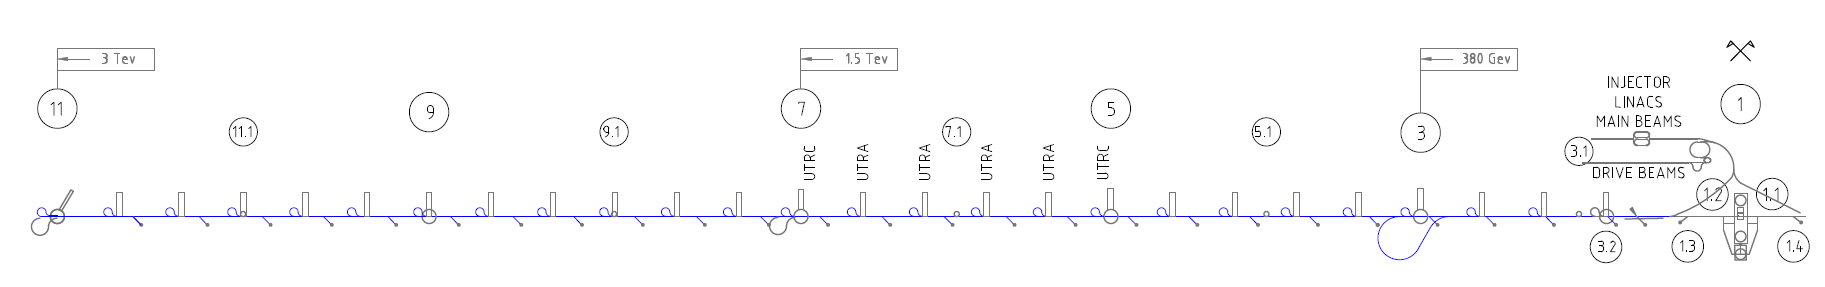 3 Tev
1.5 Tev
380 Gev
11
11.1
9
9.1
7
7.1
5
5.1
3
INJECTOR
LINACS
MAIN BEAMS
1
3.1
DRIVE BEAMS
UTRC
UTRA
UTRA
UTRA
UTRA
UTRC
1.2
1.1
3.2
1.3
1.4